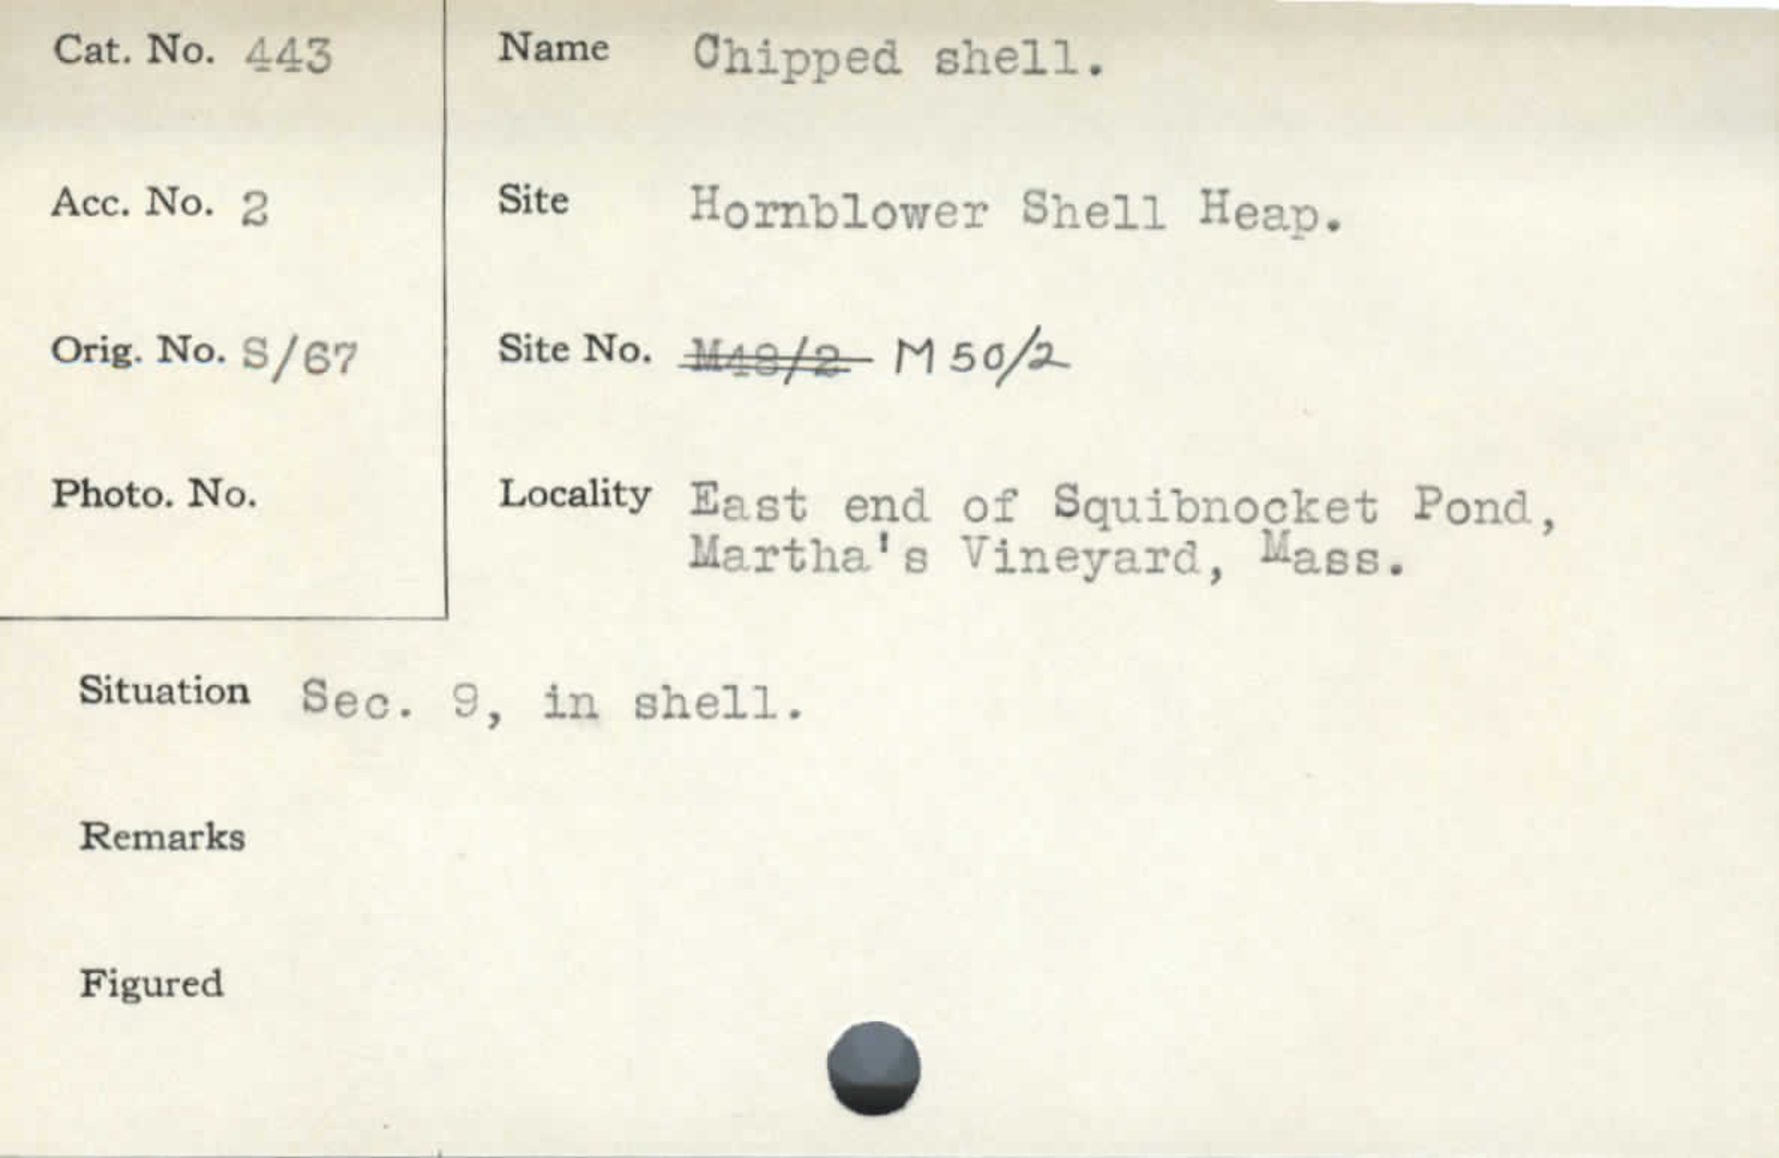 Cat. No. 443
Name Chipped shell.
Acc. No. 2
Site Hornblower Shell Heap.
Orig. No. S/67
Site No. M48/2 M 50/2
Photo. No.
Locality East end of Squibnocket Pond,
Martha's Vineyard, Mass.
Situation Sec. 9, in shell.
Remarks
Figured